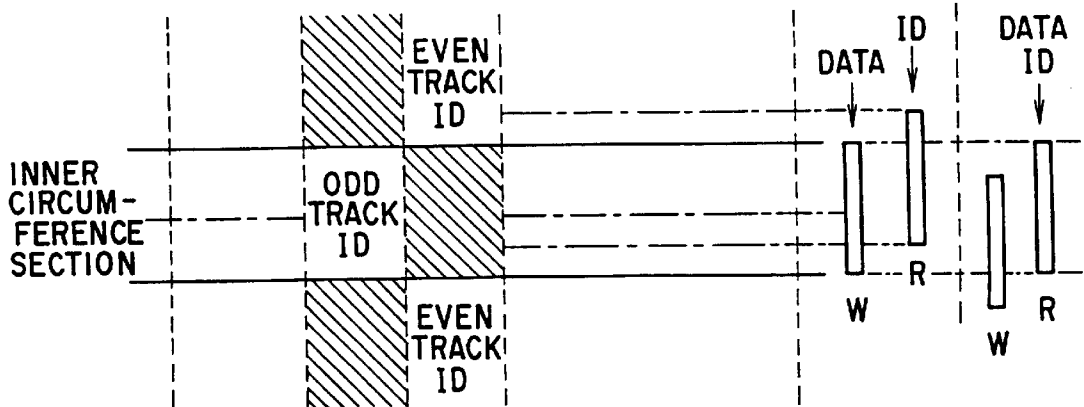 INNER
CIRCUM-
FERENCE
SECTION
ODD
TRACK
ID
EVEN
TRACK
ID
EVEN
TRACK
ID
DATA
W
ID
R
W
DATA
ID
R